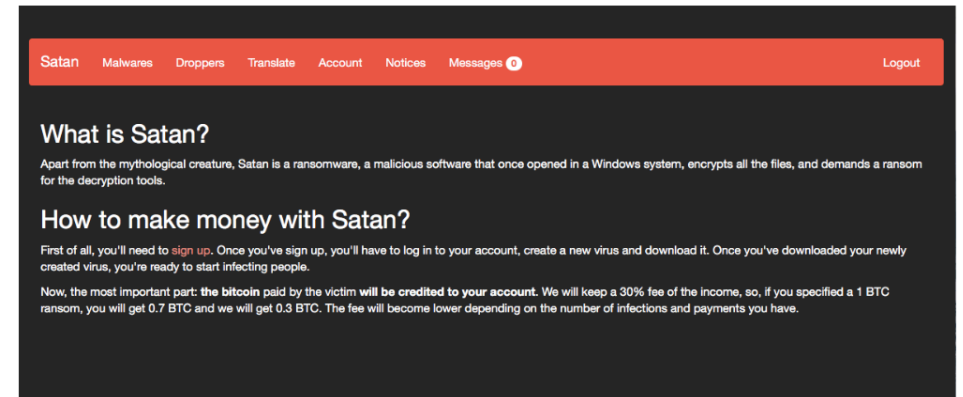 Satan Malwares Droppers Translate Account Notices Messages 0 Logout
What is Satan?
Apart from the mythological creature, Satan is a ransomware, a malicious software that once opened in a Windows system, encrypts all the files, and demands a ransom
for the decryption tools.
How to make money with Satan?
First of all, you'll need to sign up. Once you've sign up, you'll have to log in to your account, create a new virus and download it. Once you've downloaded your newly
created virus, you're ready to start infecting people.
Now, the most important part: the bitcoin paid by the victim will be credited to your account. We will keep a 30% fee of the income, so, if you specified a 1 BTC
ransom, you will get 0.7 BTC and we will get 0.3 BTC. The fee will become lower depending on the number of infections and payments you have.